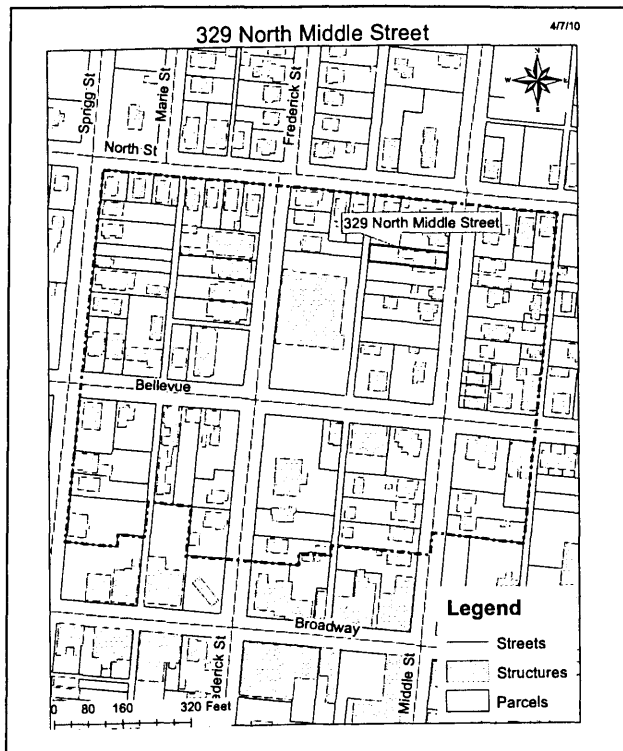 329 North Middle Street
4/7/10
Sprigg St
Marie St
Frederick St
North St
329 North Middle Street
Bellevue
Broadway
ederick St
Middle St
Legend
Streets
Structures
Parcels
0 80 160 320 Feet